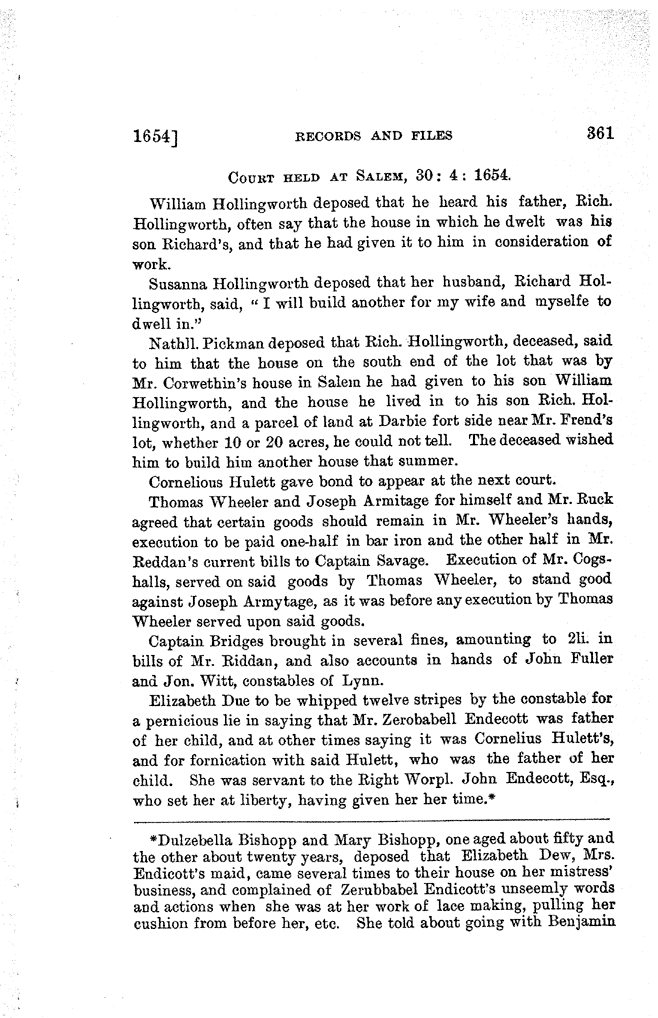 1654] RECORDS AND FILES 361
COURT HELD AT SALEM, 30: 4: 1654.
William Hollingworth deposed that he heard his father, Rich.
Hollingworth, often say that the house in which he dwelt was his
son Richard's, and that he had given it to him in consideration of
work.
Susanna Hollingworth deposed that her husband, Richard Hol-
lingworth, said, "I will build another for my wife and myselfe to
dwell in."
Nathll. Pickman deposed that Rich. Hollingworth, deceased, said
to him that the house on the south end of the lot that was by
Mr. Corwethin's house in Salem he had given to his son William
Hollingworth, and the house he lived in to his son Rich. Hol-
lingworth, and a parcel of land at Darbie fort side near Mr. Frend's
lot, whether 10 or 20 acres, he could not tell. The deceased wished
him to build him another house that summer.
Cornelious Hulett gave bond to appear at the next court.
Thomas Wheeler and Joseph Armitage for himself and Mr. Ruck
agreed that certain goods should remain in Mr. Wheeler's hands,
execution to be paid one-half in bar iron and the other half in Mr.
Reddan's current bills to Captain Savage. Execution of Mr. Cogs-
halls, served on said goods by Thomas Wheeler, to stand good
against Joseph Armytage, as it was before any execution by Thomas
Wheeler served upon said goods.
Captain Bridges brought in several fines, amounting to 2li. in
bills of Mr. Riddan, and also accounts in hands of John Fuller
and Jon. Witt, constables of Lynn.
Elizabeth Due to be whipped twelve stripes by the constable for
a pernicious lie in saying that Mr. Zerobabell Endecott was father
of her child, and at other times saying it was Cornelius Hulett's,
and for fornication with said Hulett, who was the father of her
child. She was servant to the Right Worpl. John Endecott, Esq.,
who set her at liberty, having given her her time.*
*Dulzebella Bishopp and Mary Bishopp, one aged about fifty and
the other about twenty years, deposed that Elizabeth Dew, Mrs.
Endicott's maid, came several times to their house on her mistress'
business, and complained of Zerubbabel Endicott's unseemly words
and actions when she was at her work of lace making, pulling her
cushion from before her, etc. She told about going with Benjamin